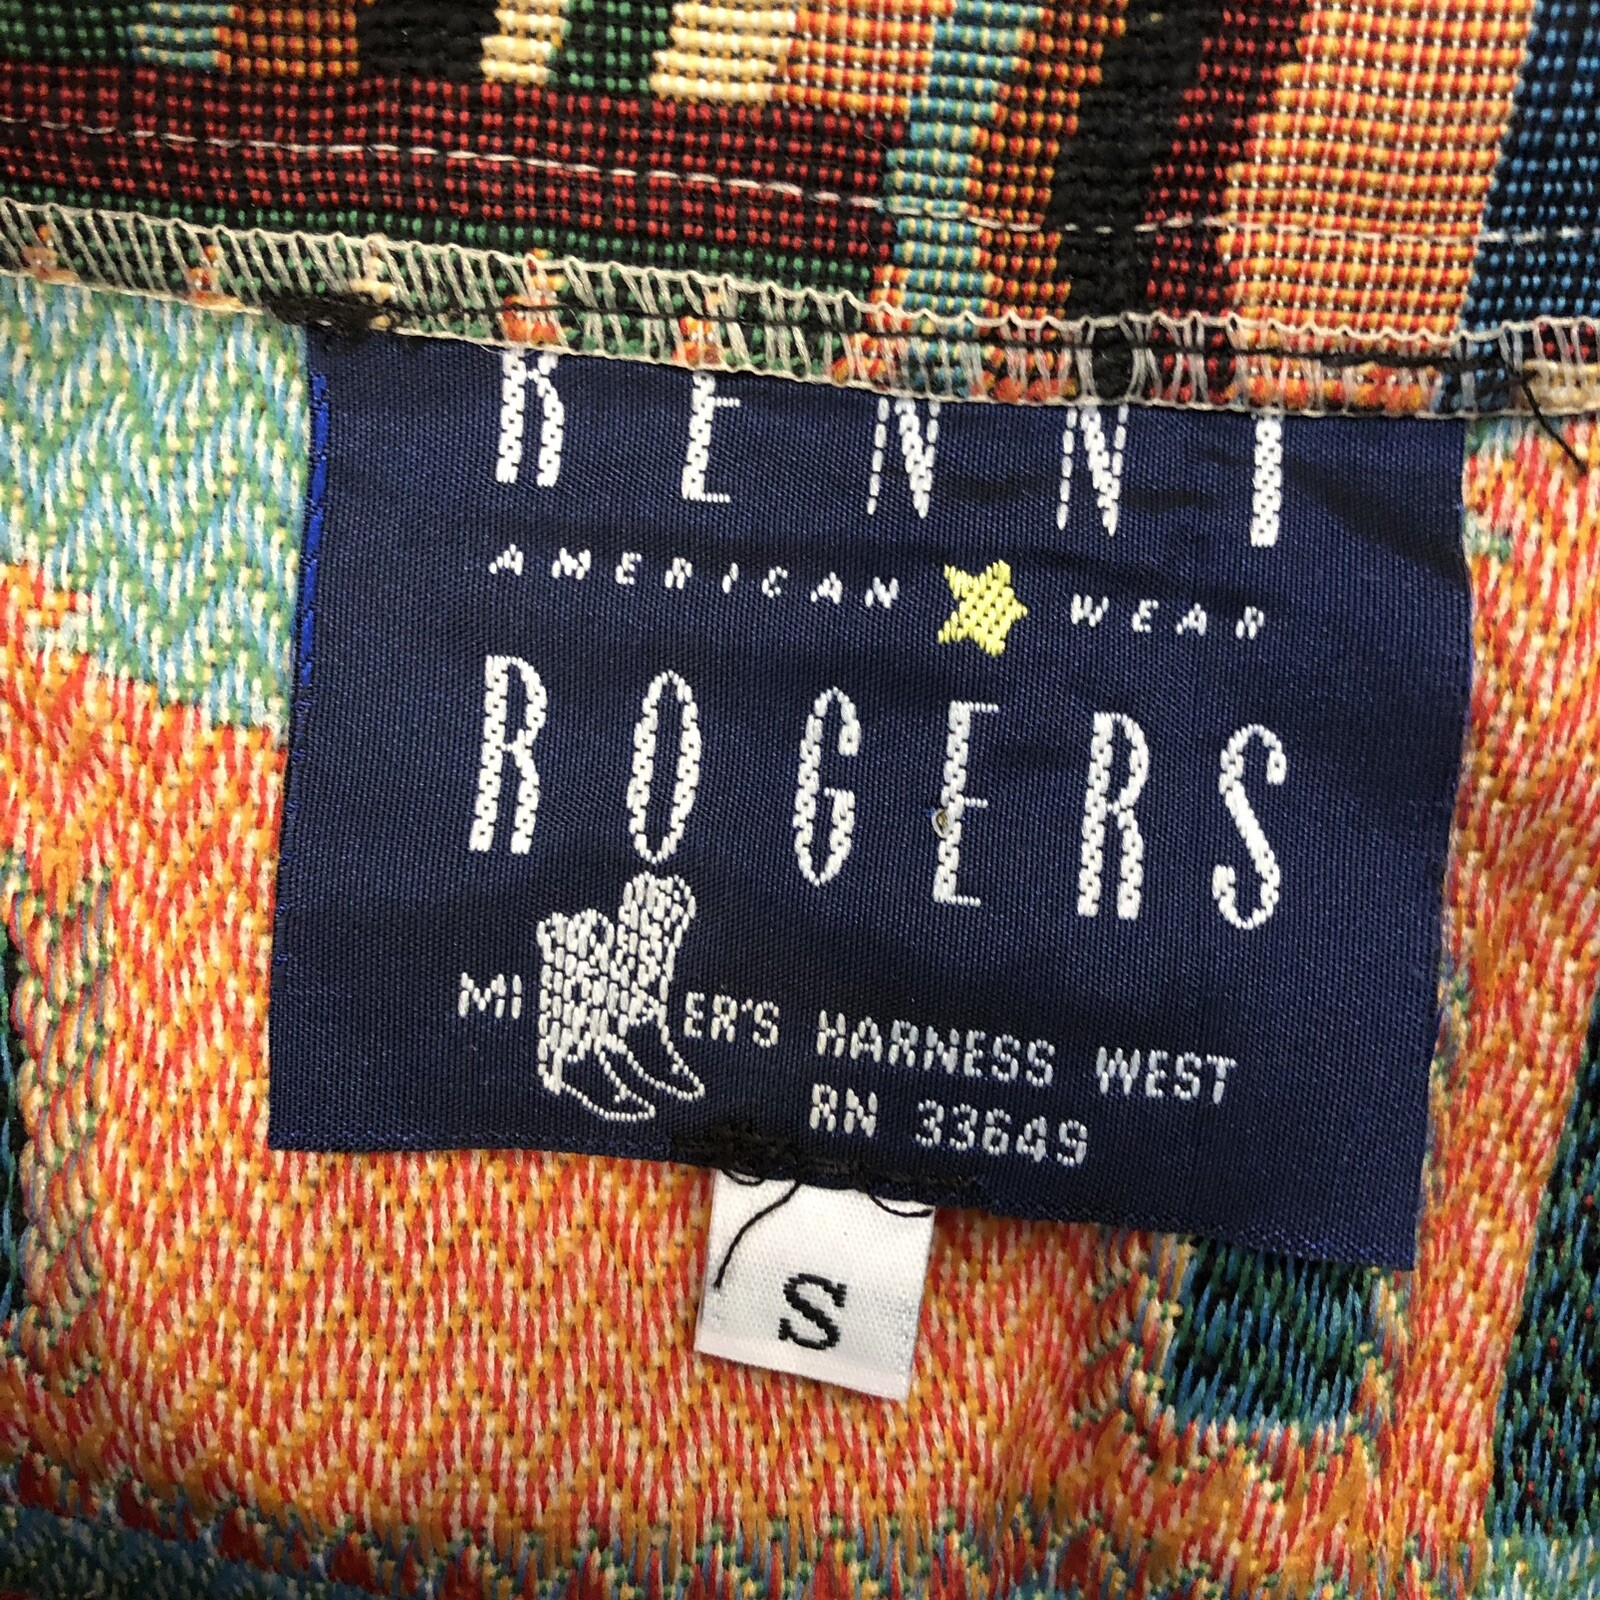 KENNY
AMERICAN WEAR
ROGERS
MI ER'S HARNESS WEST
RN 33649
S